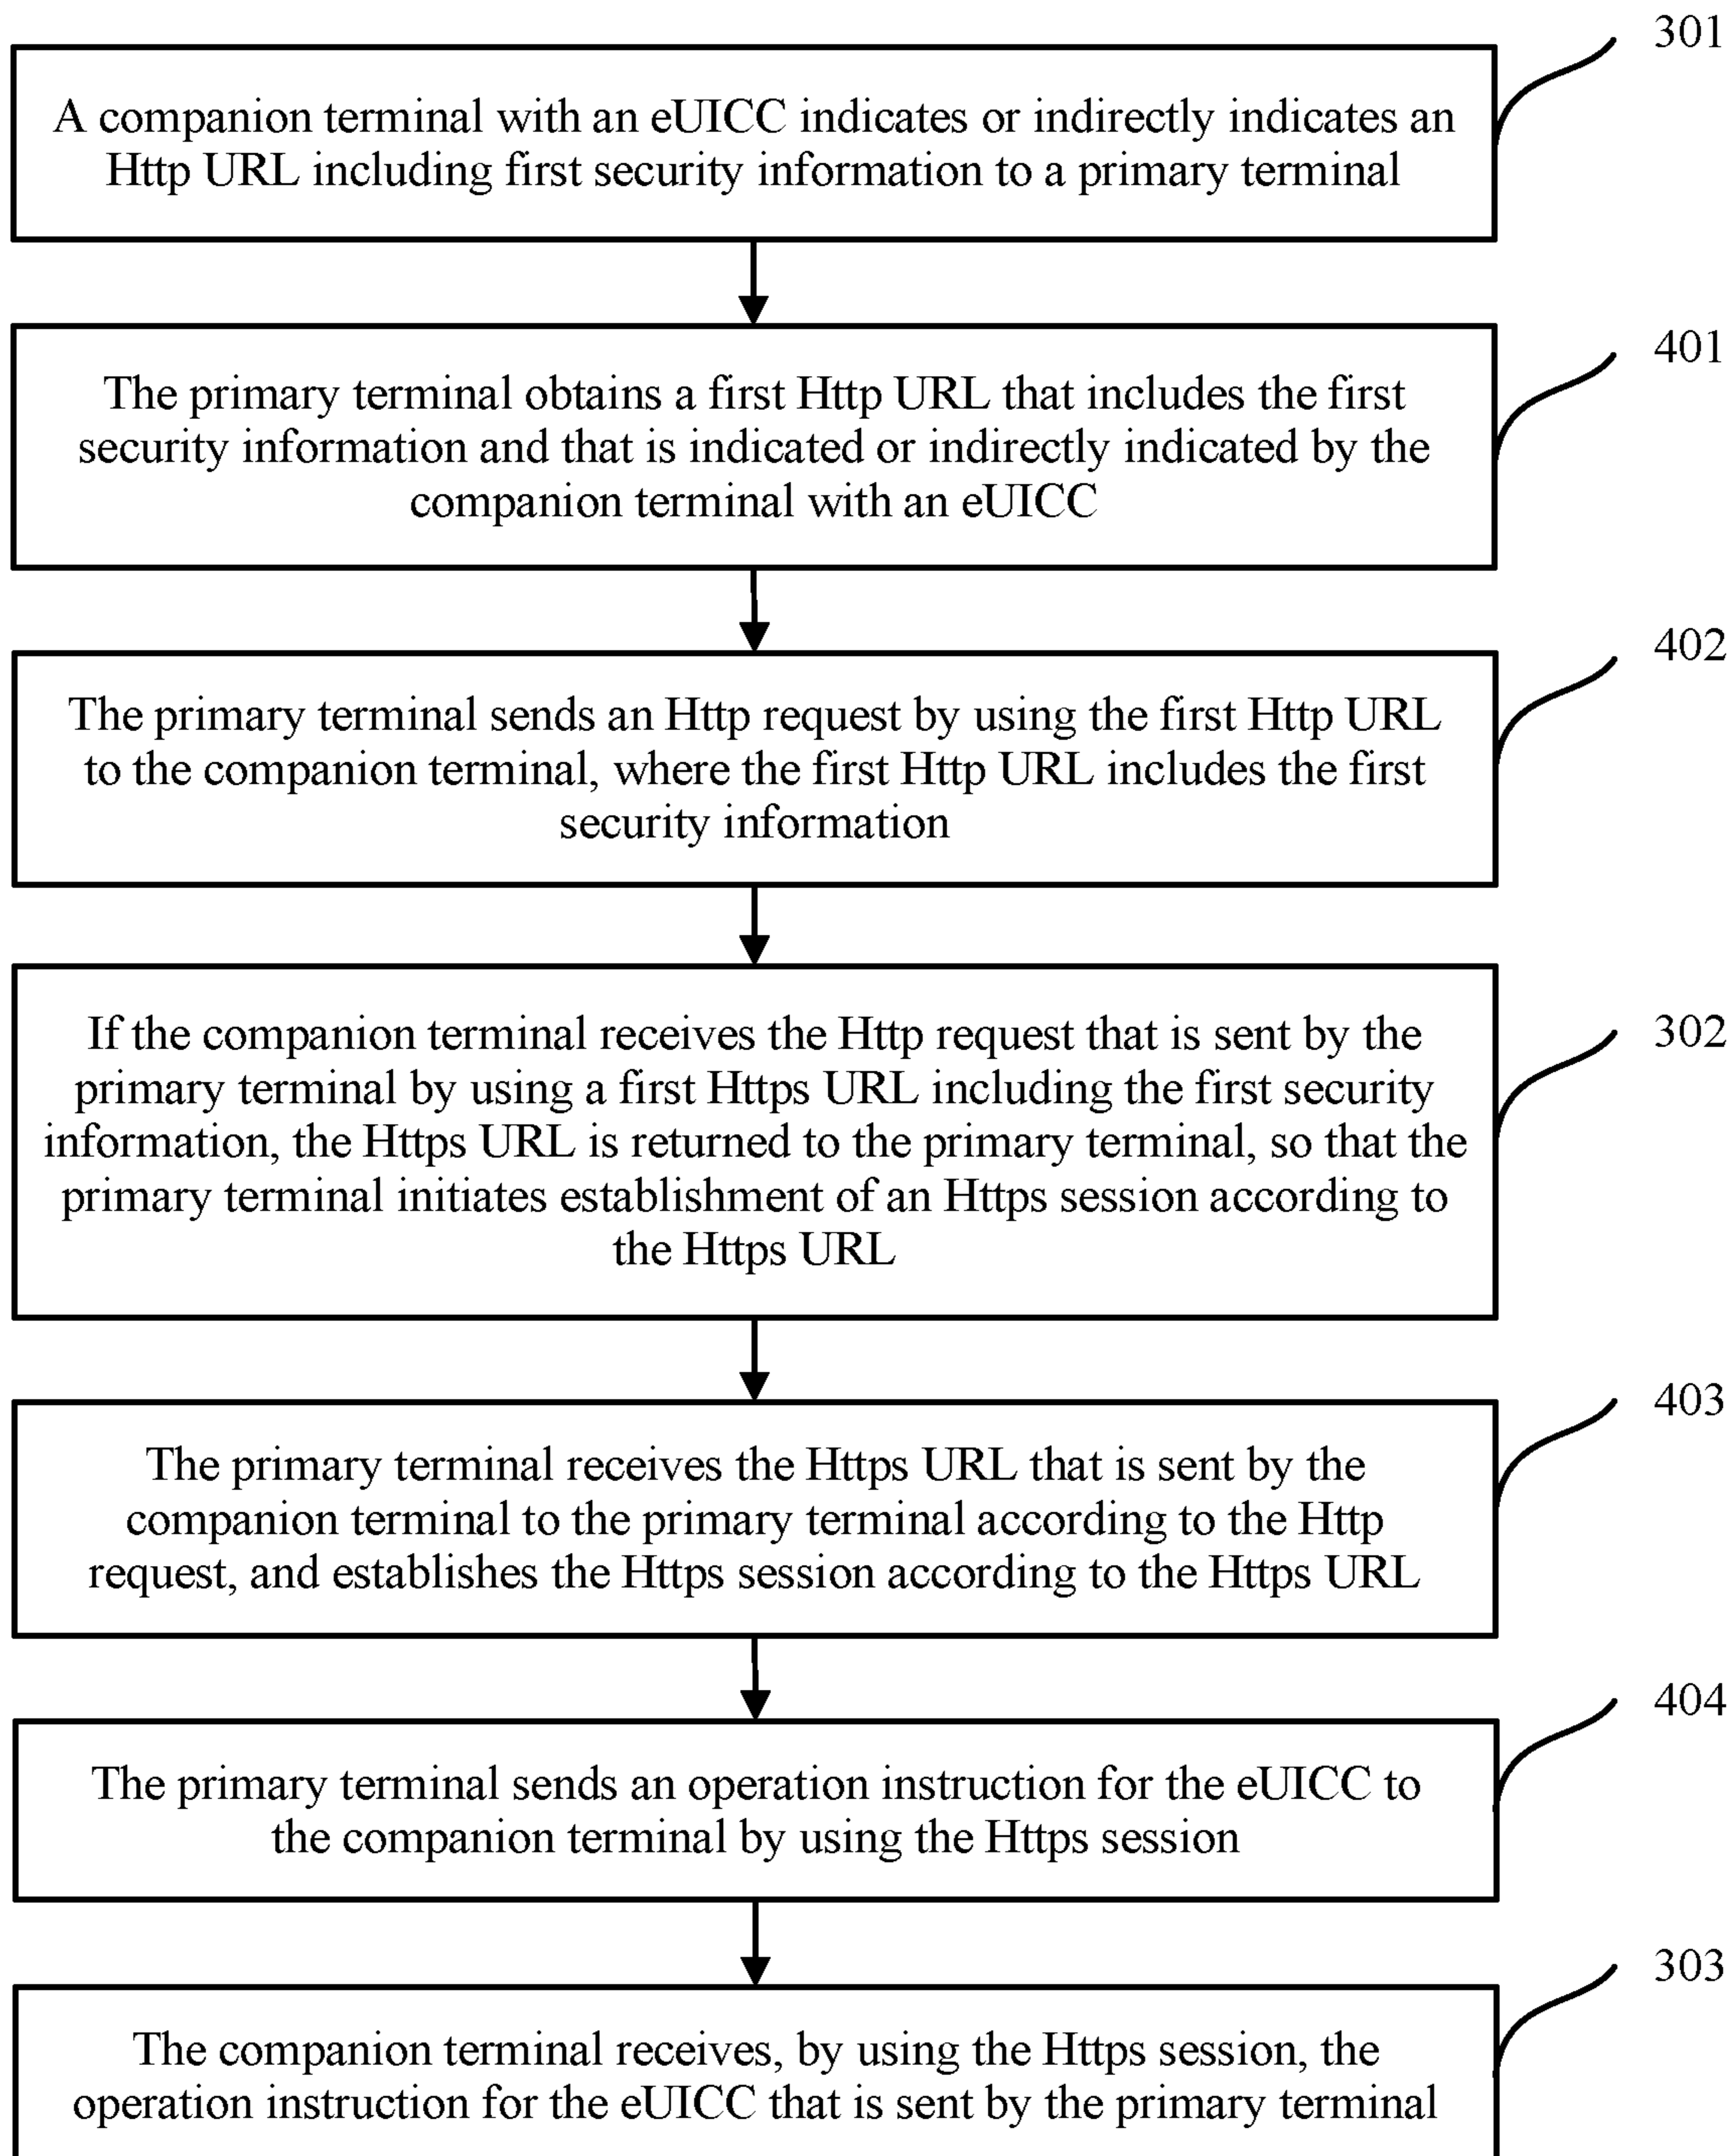 301
A companion terminal with an eUICC indicates or indirectly indicates an
Http URL including first security information to a primary terminal
401
The primary terminal obtains a first Http URL that includes the first
security information and that is indicated or indirectly indicated by the
companion terminal with an eUICC
402
The primary terminal sends an Http request by using the first Http URL
to the companion terminal, where the first Http URL includes the first
security information
302
If the companion terminal receives the Http request that is sent by the
primary terminal by using a first Https URL including the first security
information, the Https URL is returned to the primary terminal, so that the
primary terminal initiates establishment of an Https session according to
the Https URL
403
The primary terminal receives the Https URL that is sent by the
companion terminal to the primary terminal according to the Http
request, and establishes the Https session according to the Https URL
404
The primary terminal sends an operation instruction for the eUICC to
the companion terminal by using the Https session
303
The companion terminal receives, by using the Https session, the
operation instruction for the eUICC that is sent by the primary terminal